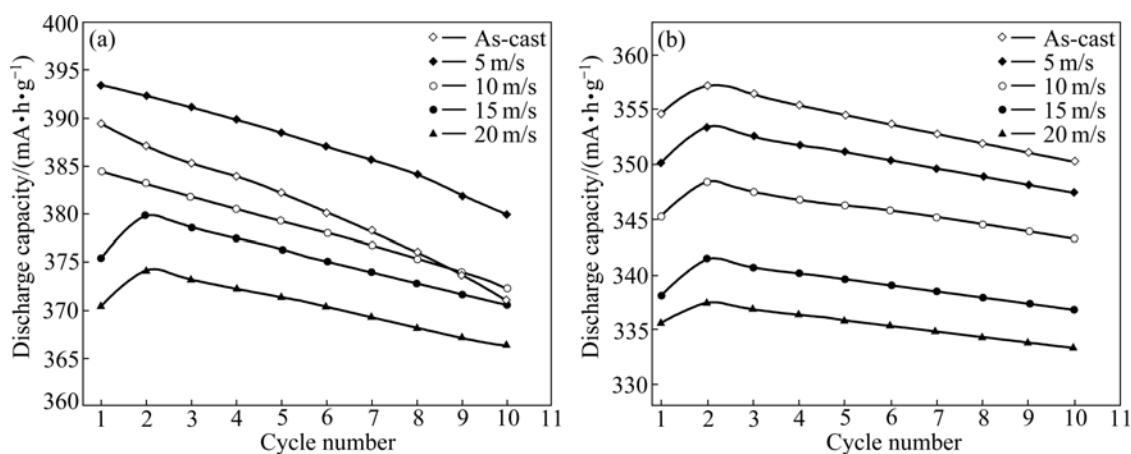 (a)
As-cast
5 m/s
10 m/s
15 m/s
20 m/s
400
395
390
385
380
375
370
365
360
Discharge capacity/(mA•h•g⁻¹)
1 2 3 4 5 6 7 8 9 10 11
Cycle number
(b)
As-cast
5 m/s
10 m/s
15 m/s
20 m/s
360
355
350
345
340
335
330
Discharge capacity/(mA•h•g⁻¹)
1 2 3 4 5 6 7 8 9 10 11
Cycle number